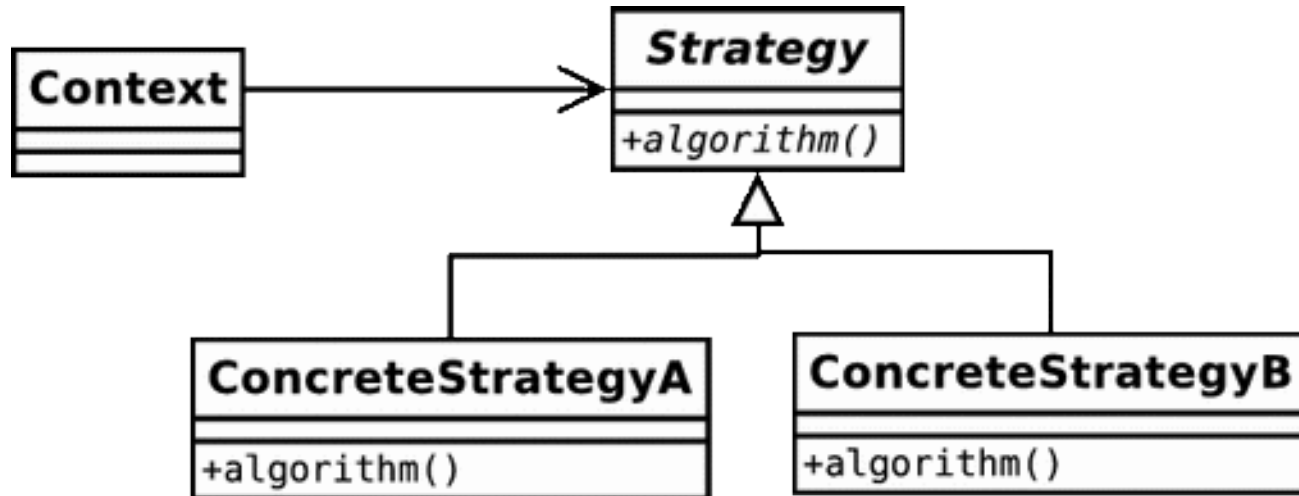 Context
Strategy
+algorithm()
ConcreteStrategyA
+algorithm()
ConcreteStrategyB
+algorithm()